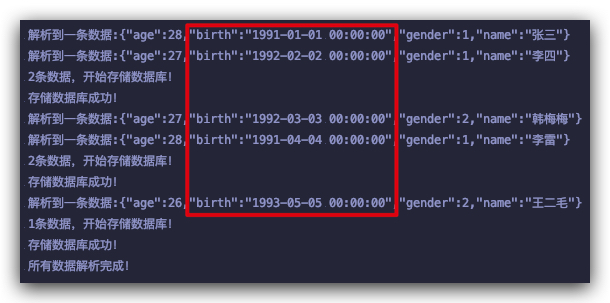 解析到一条数据:{"age":28,"birth":"1991-01-01 00:00:00","gender":1,"name":"张三"}
解析到一条数据:{"age":27,"birth":"1992-02-02 00:00:00","gender":1,"name":"李四"}
2条数据，开始存储数据库！
存储数据库成功！
解析到一条数据:{"age":27,"birth":"1992-03-03 00:00:00","gender":2,"name":"韩梅梅"}
解析到一条数据:{"age":28,"birth":"1991-04-04 00:00:00","gender":1,"name":"李雷"}
2条数据，开始存储数据库！
存储数据库成功！
解析到一条数据:{"age":26,"birth":"1993-05-05 00:00:00","gender":2,"name":"王二毛"}
1条数据，开始存储数据库！
存储数据库成功！
所有数据解析完成！